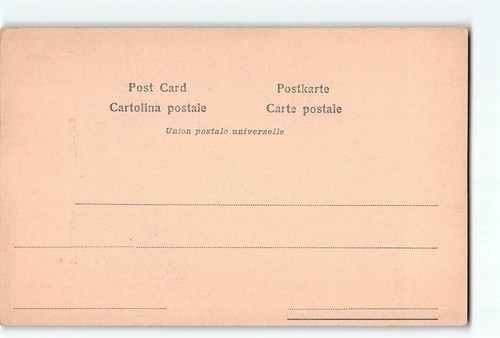 Post Card Postkarte
Cartolina postale Carte postale
Union postale universelle